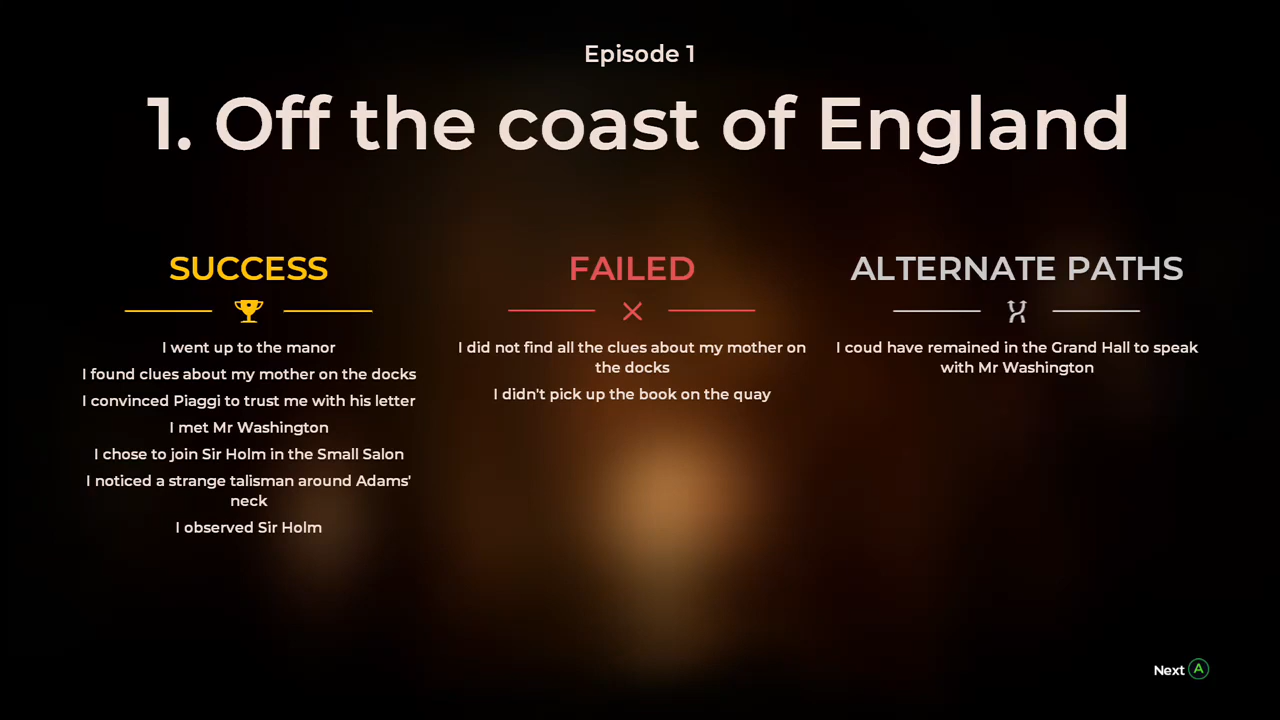 Episode 1
1. Off the coast of England
SUCCESS
I went up to the manor
I found clues about my mother on the docks
I convinced Piaggi to trust me with his letter
I met Mr Washington
I chose to join Sir Holm in the Small Salon
I noticed a strange talisman around Adams'
neck
I observed Sir Holm
FAILED
I did not find all the clues about my mother on
the docks
I didn't pick up the book on the quay
ALTERNATE PATHS
I coud have remained in the Grand Hall to speak
with Mr Washington
Next A